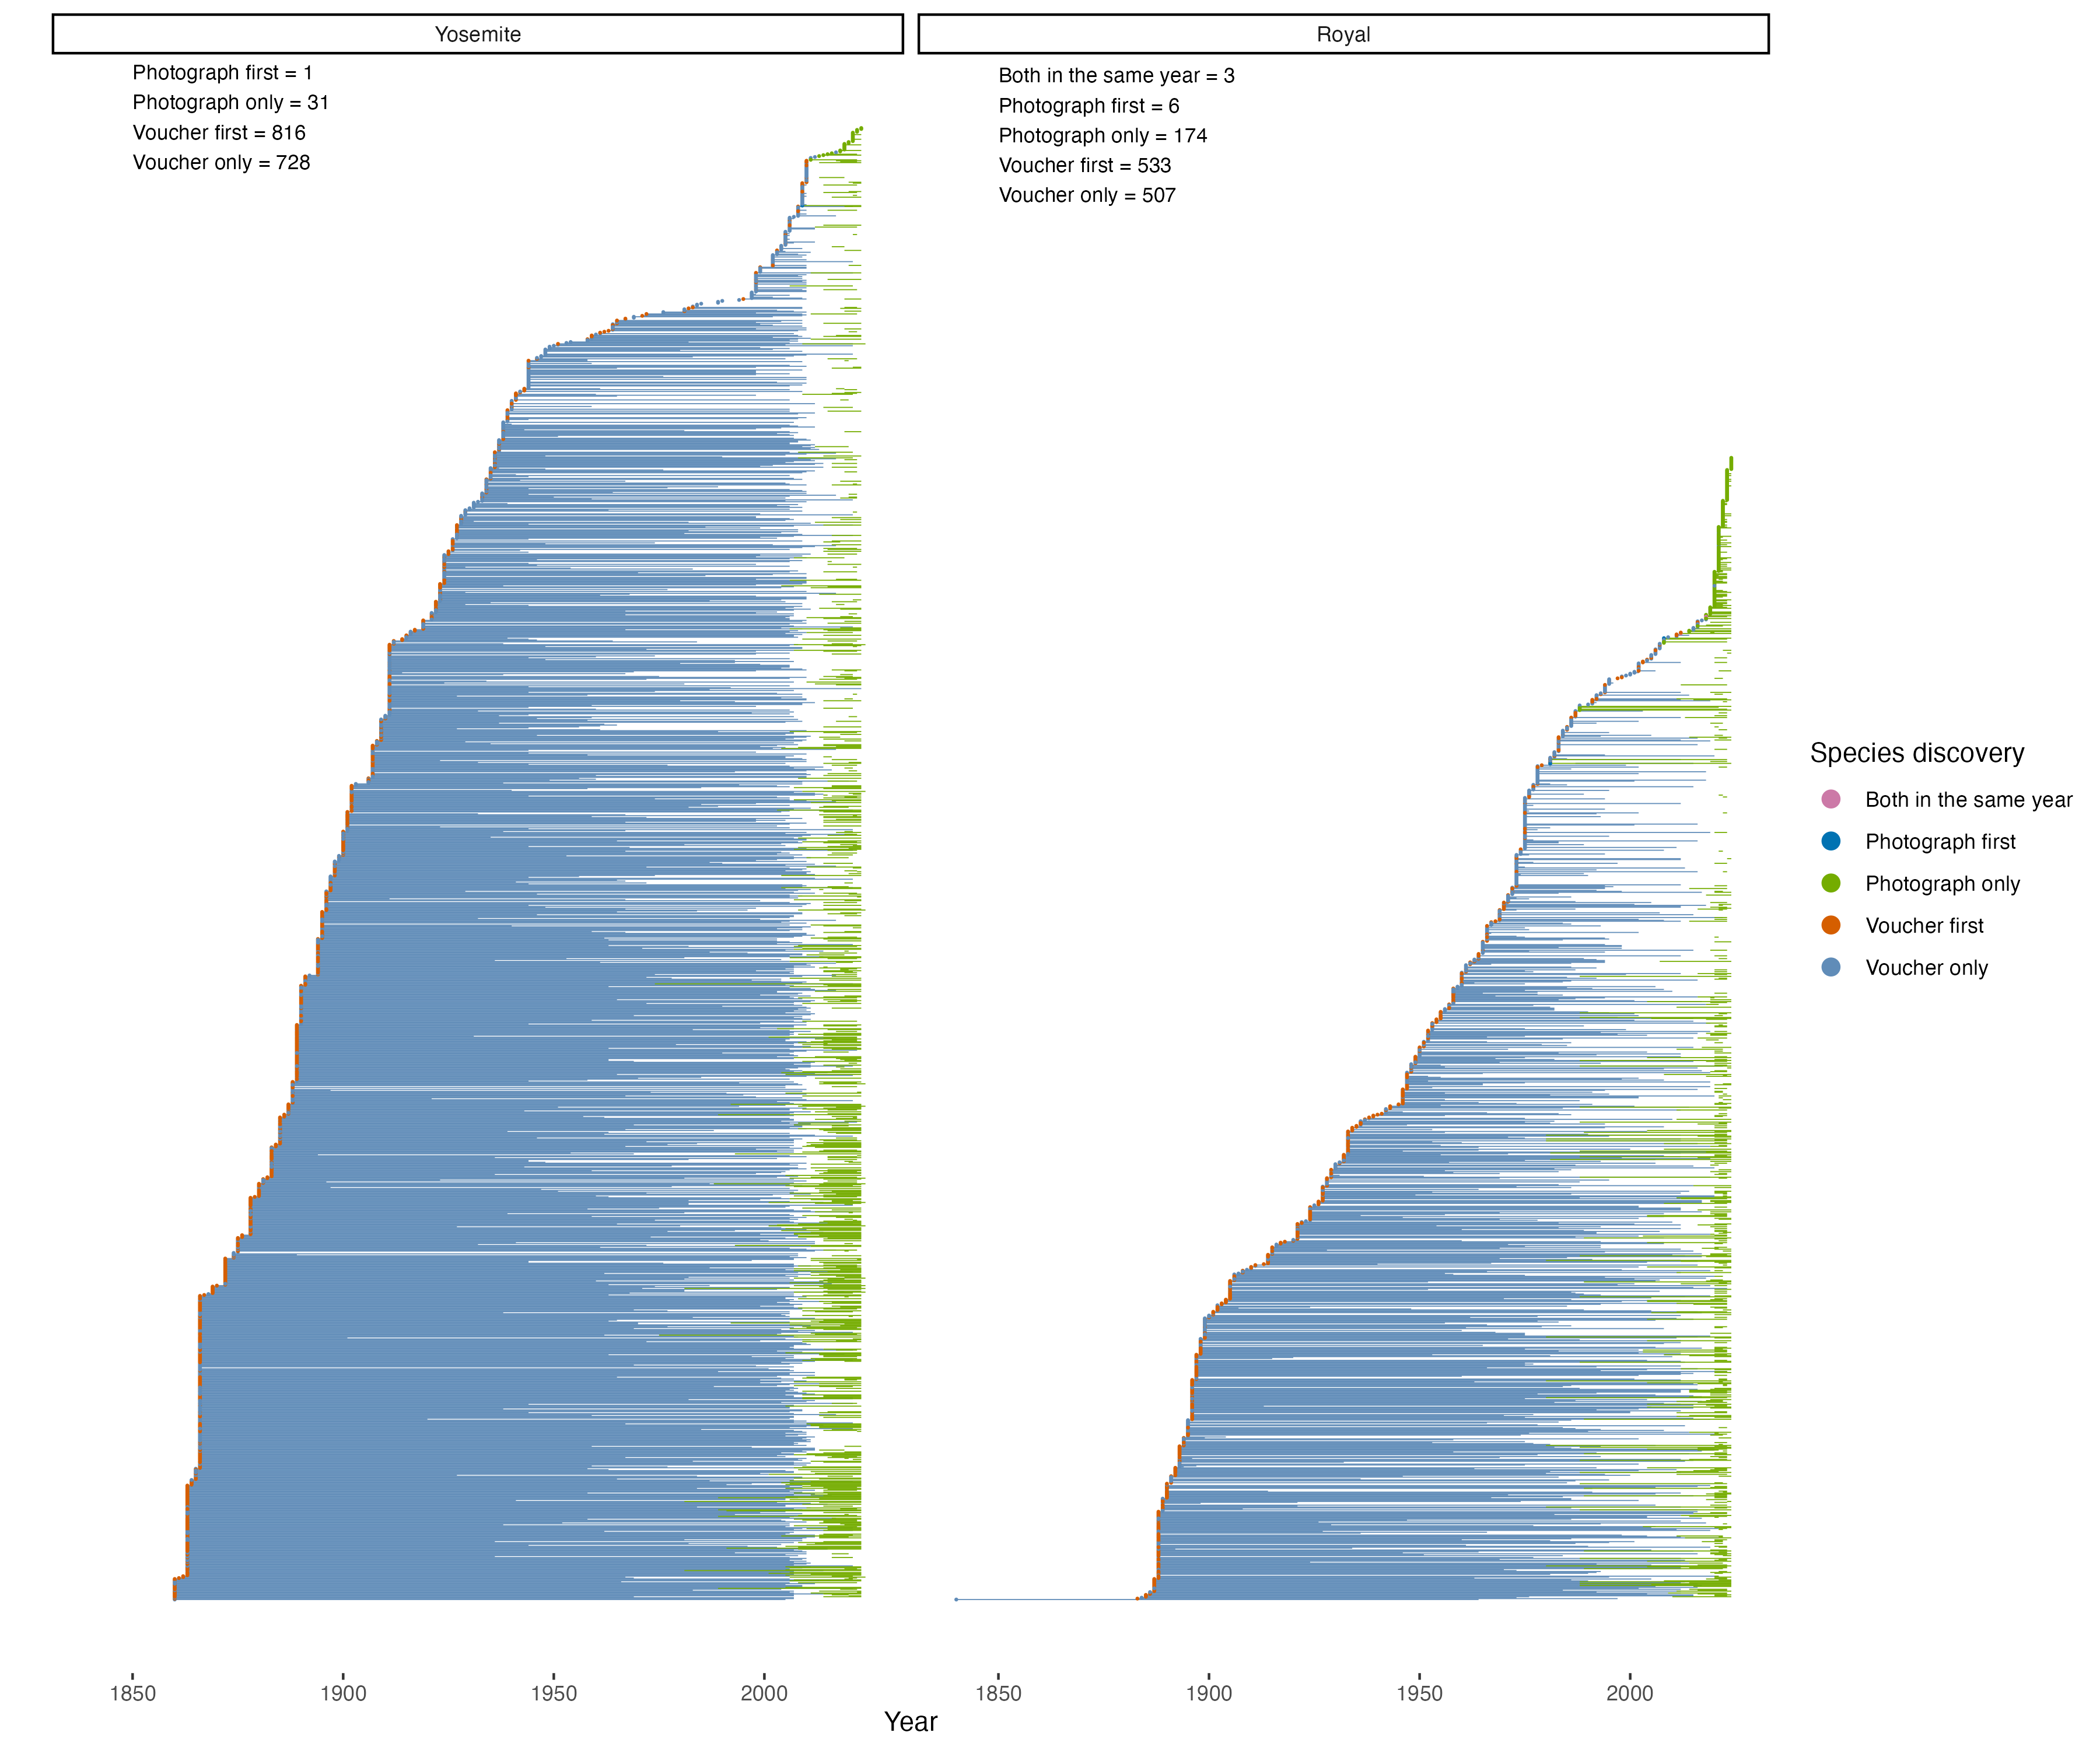 Yosemite
Photograph first = 1
Photograph only = 31
Voucher first = 816
Voucher only = 728
Royal
Both in the same year = 3
Photograph first = 6
Photograph only = 174
Voucher first = 533
Voucher only = 507
Species discovery
Both in the same year
Photograph first
Photograph only
Voucher first
Voucher only
1850 1900 1950 2000
1850 1900 1950 2000
Year